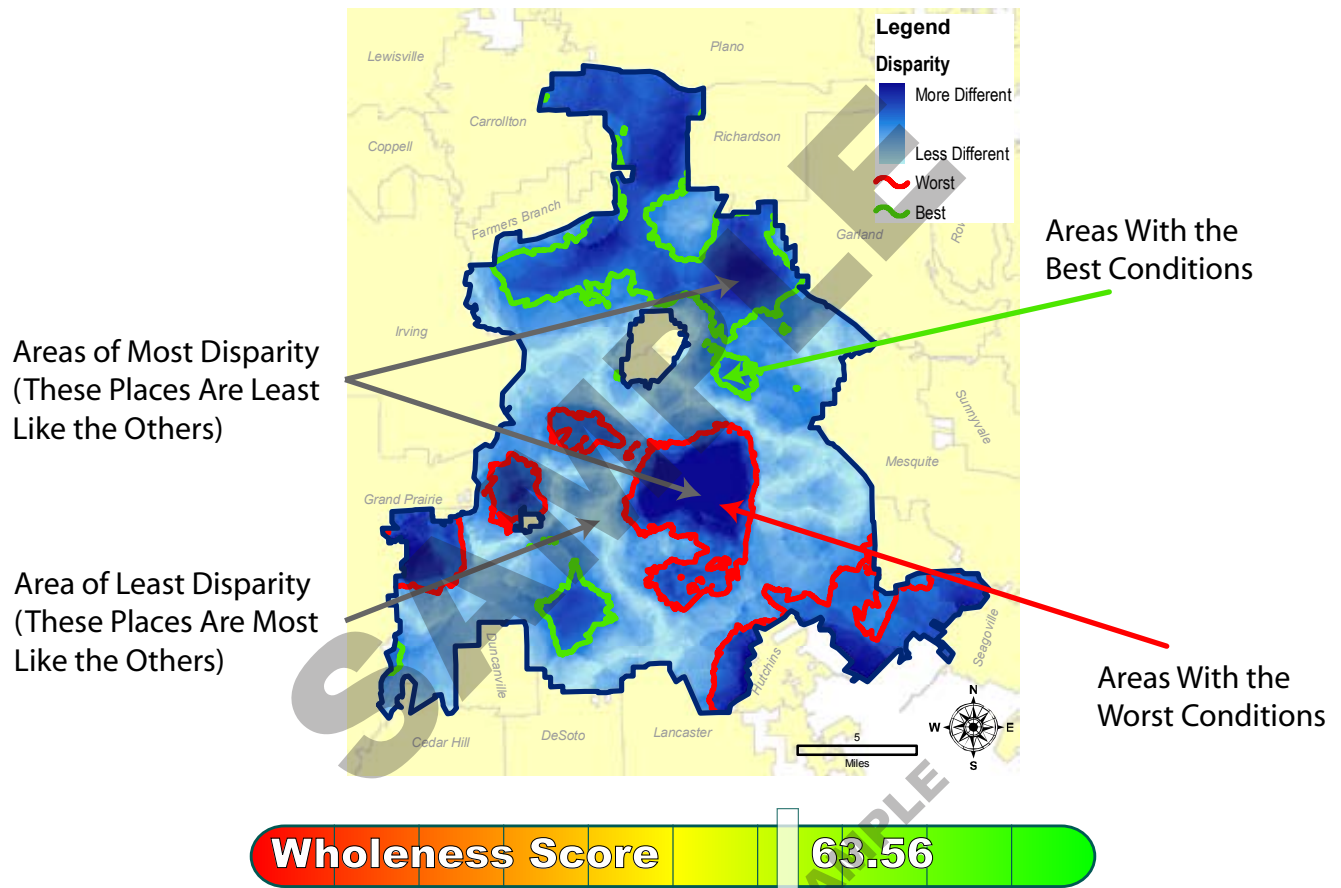 Legend
Disparity
More Different
Less Different
Worst
Best
Lewisville
Plano
Carrollton
Coppell
Richardson
Farmers Branch
Garland
Irving
Sunnyvale
Mesquite
Grand Prairie
Duncanville
Seagoville
Hutchins
Cedar Hill
DeSoto
Lancaster
Areas With the
Best Conditions
Areas of Most Disparity
(These Places Are Least
Like the Others)
Area of Least Disparity
(These Places Are Most
Like the Others)
Areas With the
Worst Conditions
N
W
E
S
5
Miles
SAMPLE
Wholeness Score
63.56